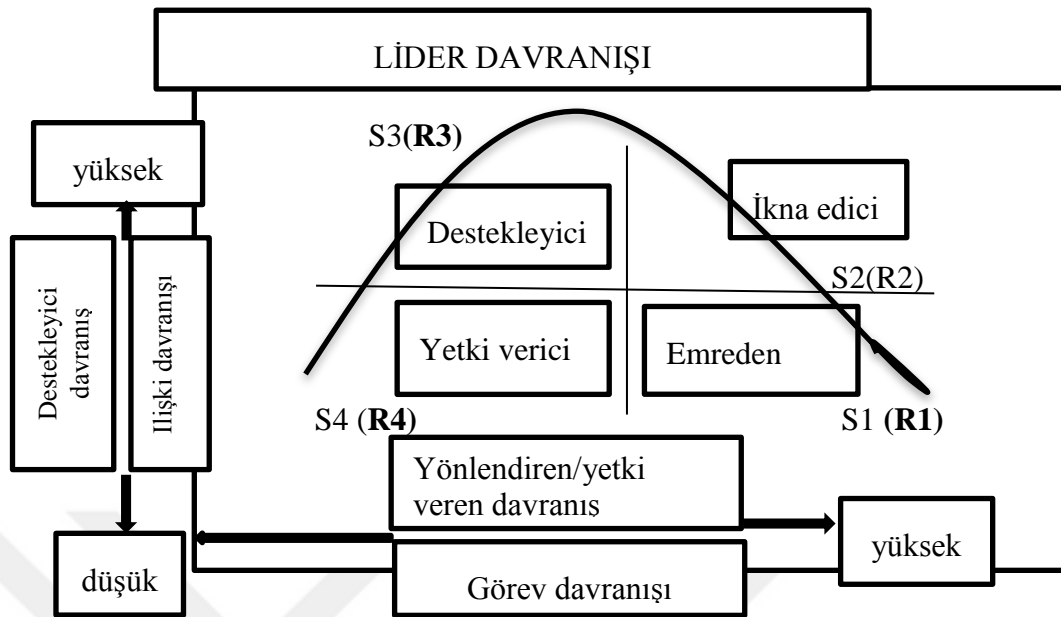 LİDER DAVRANIŞI
S3(R3)
yüksek
İkna edici
Destekleyici
Destekleyici
davranış
Ilişki davranışı
S2(R2)
Yetki verici
Emreden
S4 (R4)
S1 (R1)
Yönlendiren/yetki
veren davranıs
yüksek
düşük
Görev davranışı